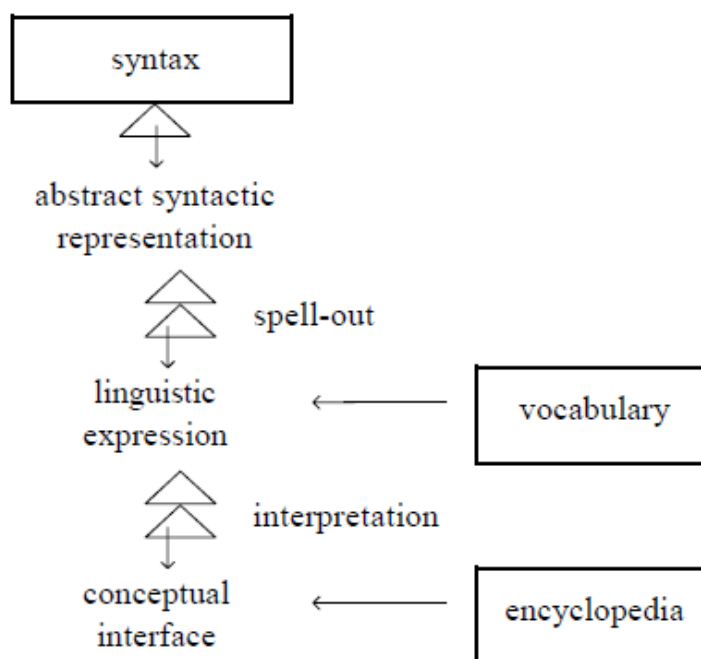 syntax
abstract syntactic
representation
spell-out
linguistic
expression
vocabulary
interpretation
conceptual
interface
encyclopedia